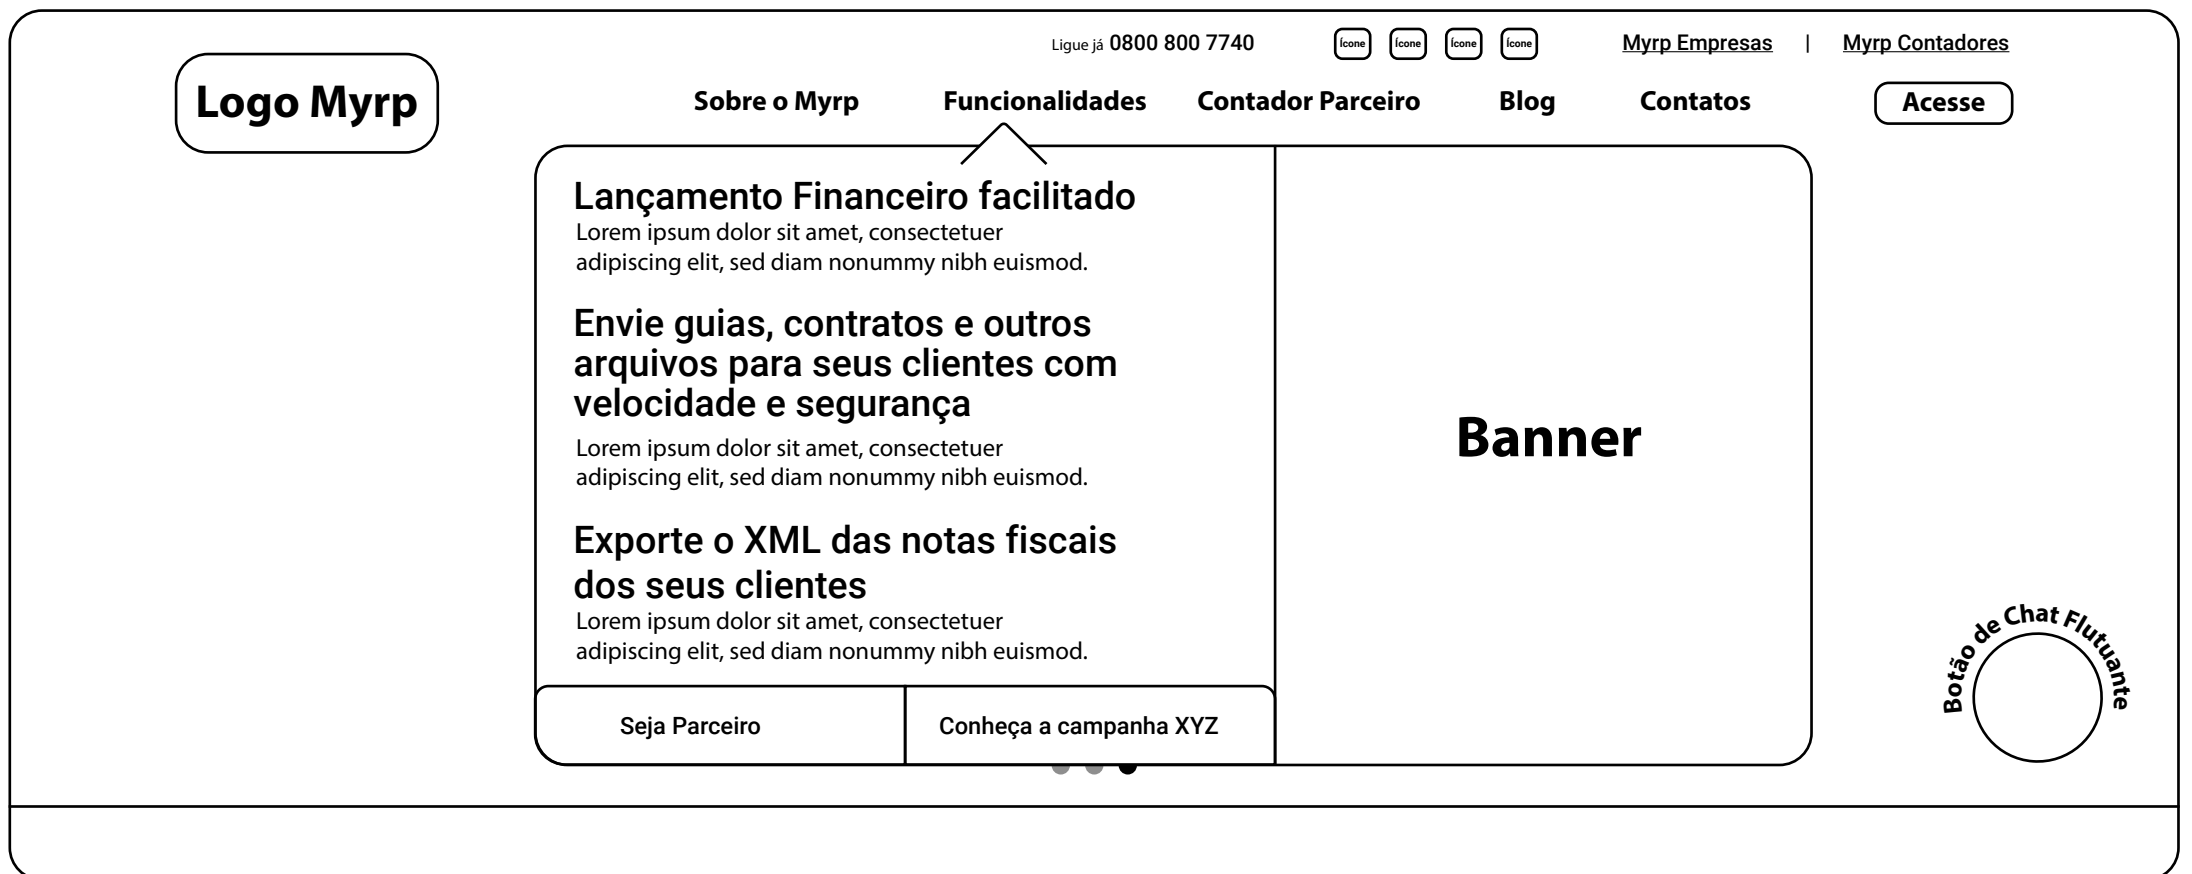 Ligue já 0800 800 7740
Ícone Ícone Ícone Ícone
Myrp Empresas | Myrp Contadores
Logo Myrp
Sobre o Myrp Funcionalidades Contador Parceiro Blog Contatos Acesse
Lançamento Financeiro facilitado
Lorem ipsum dolor sit amet, consectetuer
adipiscing elit, sed diam nonummy nibh euismod.
Envie guias, contratos e outros
arquivos para seus clientes com
velocidade e segurança
Lorem ipsum dolor sit amet, consectetuer
adipiscing elit, sed diam nonummy nibh euismod.
Exporte o XML das notas fiscais
dos seus clientes
Lorem ipsum dolor sit amet, consectetuer
adipiscing elit, sed diam nonummy nibh euismod.
Seja Parceiro
Conheça a campanha XYZ
Banner
Botão de Chat Flutuante